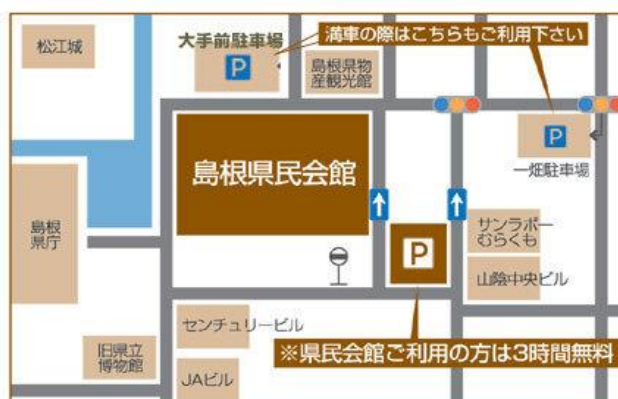 松江城
大手前駐車場
P
満車の際はこちらもご利用下さい
島根県物
産観光館
島根県民会館
P
一畑駐車場
島根
県庁
P
サンラポー
むらくも
山陰中央ビル
センチュリービル
旧県立
博物館
JAビル
※県民会館ご利用の方は3時間無料